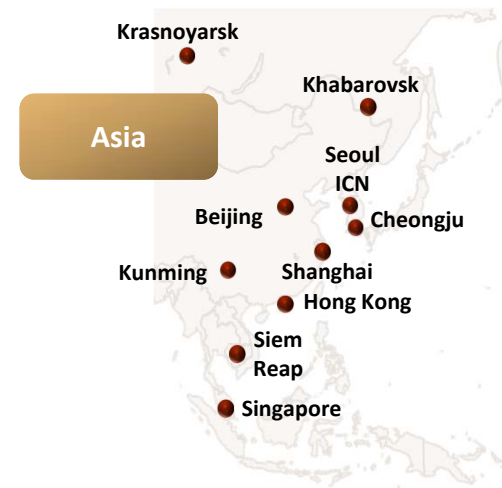 Krasnoyarsk
Khabarovsk
Asia
Seoul
ICN
Beijing
Cheongju
Kunming
Shanghai
Hong Kong
Siem
Reap
Singapore